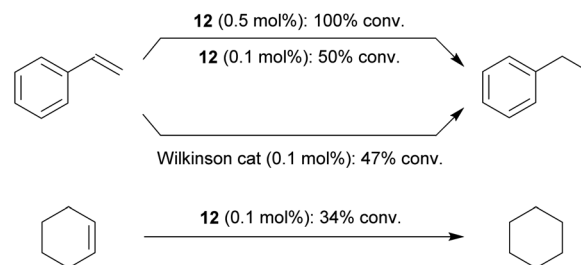 12 (0.5 mol%): 100% conv.
12 (0.1 mol%): 50% conv.
Wilkinson cat (0.1 mol%): 47% conv.
12 (0.1 mol%): 34% conv.